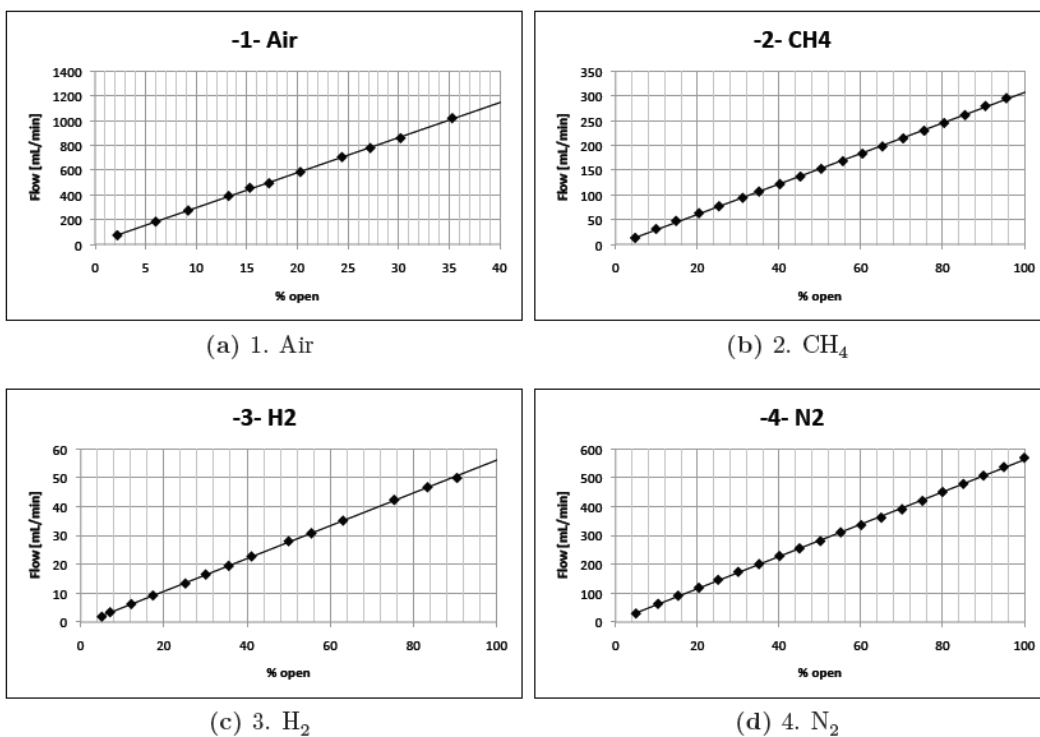 -1- Air
Flow [mL/min]
1400
1200
1000
800
600
400
200
0
0 5 10 15 20 25 30 35 40
% open
(a) 1. Air
-2- CH4
Flow [mL/min]
350
300
250
200
150
100
50
0
0 20 40 60 80 100
% open
(b) 2. CH₄
-3- H2
Flow [mL/min]
60
50
40
30
20
10
0
0 20 40 60 80 100
% open
(c) 3. H₂
-4- N2
Flow [mL/min]
600
500
400
300
200
100
0
0 20 40 60 80 100
% open
(d) 4. N₂